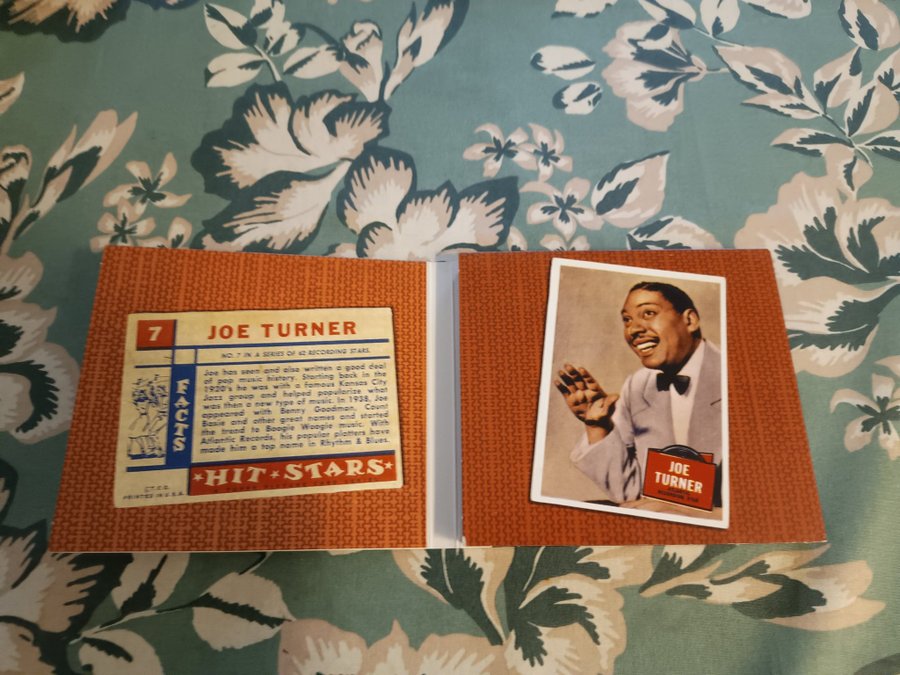 7
JOE TURNER
NO. 7 IN A SERIES OF 62 RECORDING STARS.
FACTS
Joe has seen and also written a good deal
of pop music history. Starting back in the
1920's he was with a famous Kansas City
Jazz group and helped popularize what
was then a new type of music. In 1938, Joe
appeared with Benny Goodman, Count
Basie and other great names and started
the trend to Boogie Woogie music. With
Atlantic Records, his popular platters have
made him a top name in Rhythm & Blues.
HIT STARS
©T.C.G.
PRINTED IN U.S.A.
JOE
TURNER
RECORDING STAR